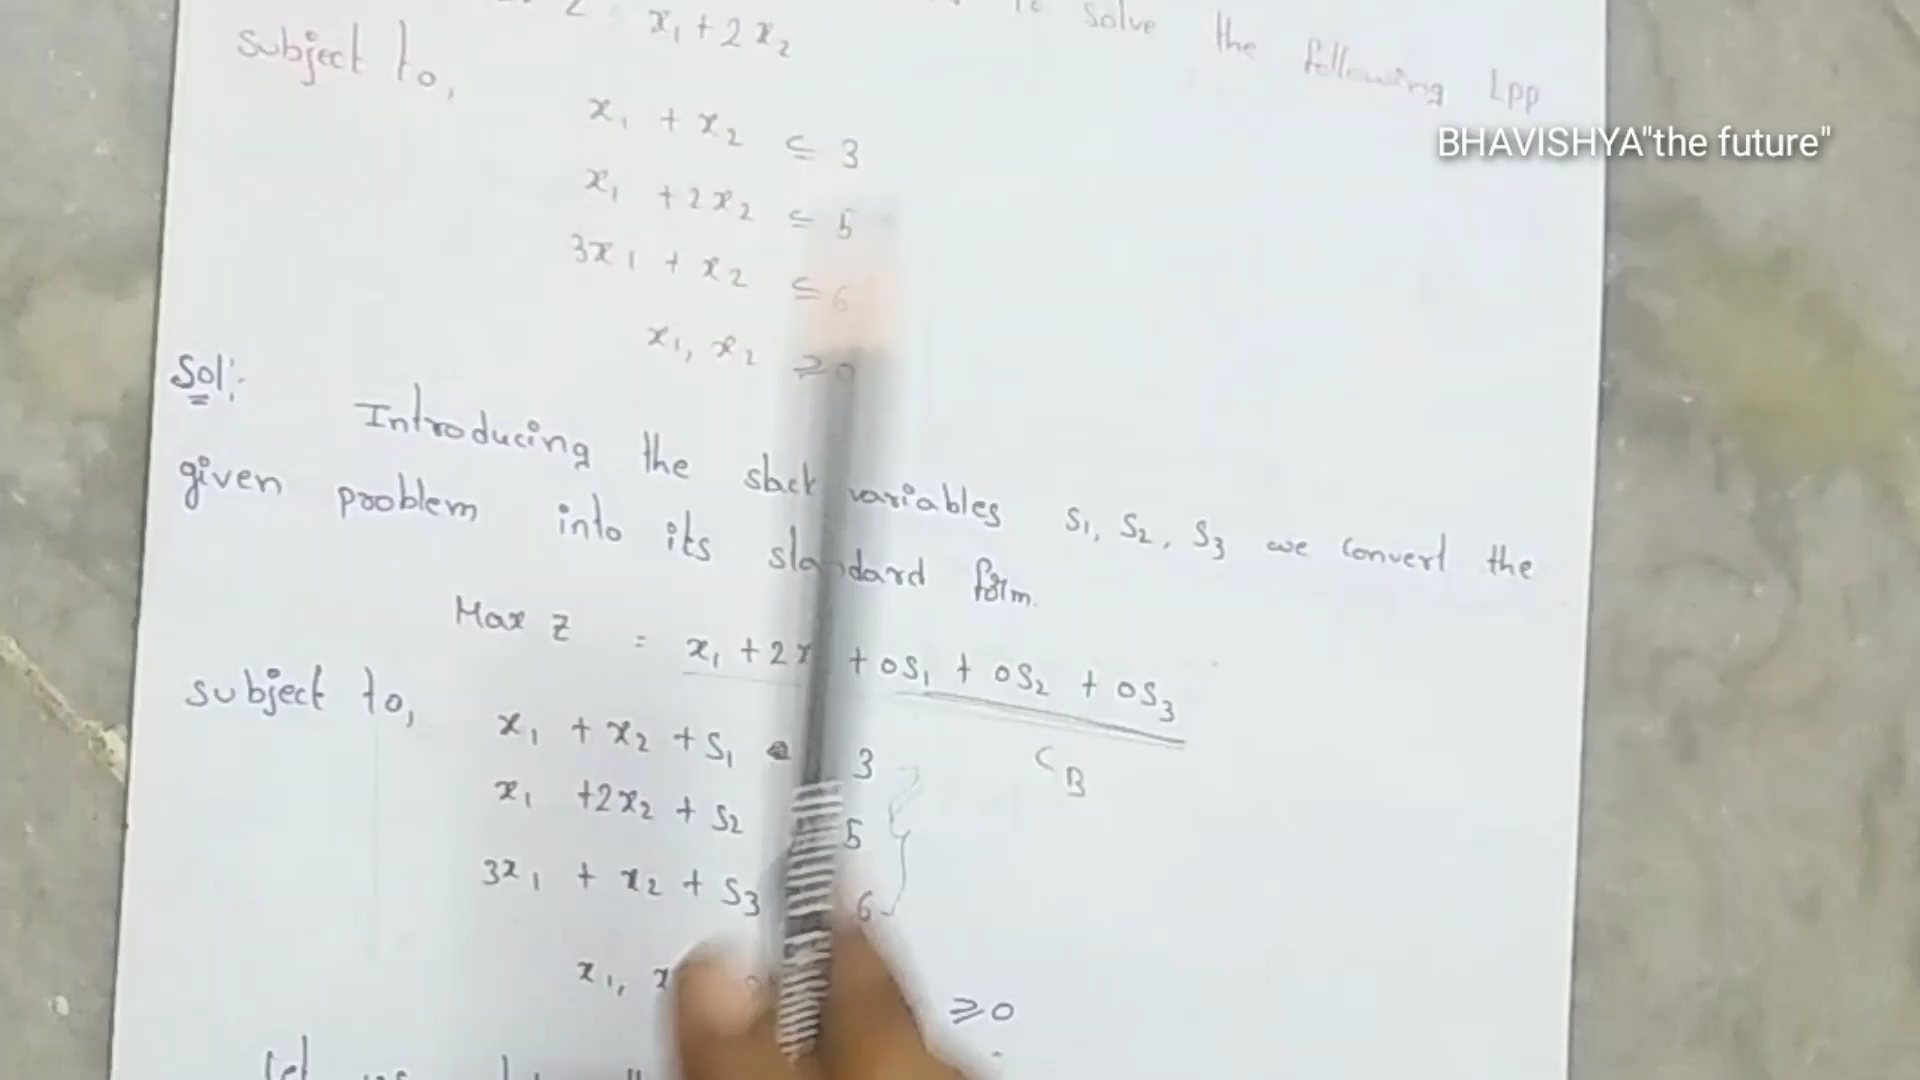 solve the following Lpp
x₁ + 2x₂
subject to,
x₁ + x₂ ≤ 3
BHAVISHYA"the future"
x₁ + 2x₂ ≤ 5
3x₁ + x₂ ≤ 6
x₁, x₂ ≥ 0
Sol:
Introducing the slack variables s₁, s₂, s₃ we convert the
given problem into its standard form.
Max Z = x₁ + 2x + 0s₁ + 0s₂ + 0s₃
subject to,
x₁ + x₂ + s₁ 3
C_B
x₁ + 2x₂ + s₂ 5
3x₁ + x₂ + s₃ 6
x₁, x ≥ 0